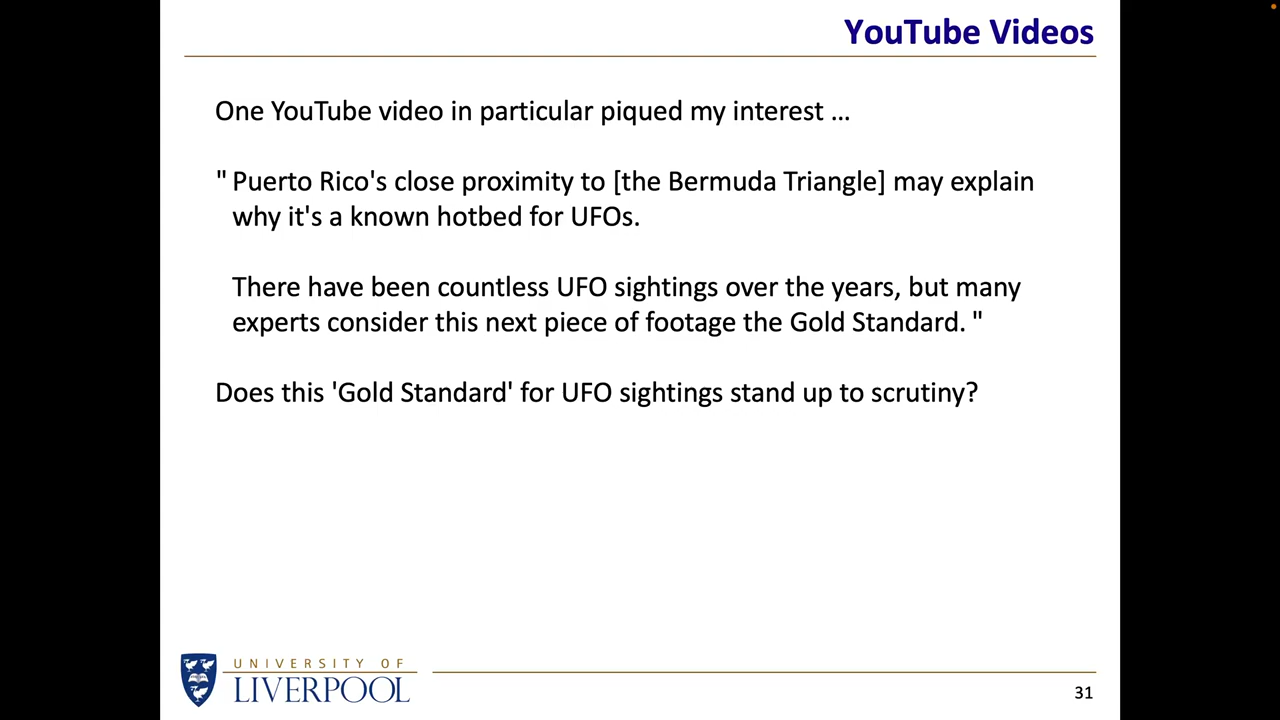 YouTube Videos
One YouTube video in particular piqued my interest …
" Puerto Rico's close proximity to [the Bermuda Triangle] may explain
why it's a known hotbed for UFOs.
There have been countless UFO sightings over the years, but many
experts consider this next piece of footage the Gold Standard. "
Does this 'Gold Standard' for UFO sightings stand up to scrutiny?
UNIVERSITY OF
LIVERPOOL
31